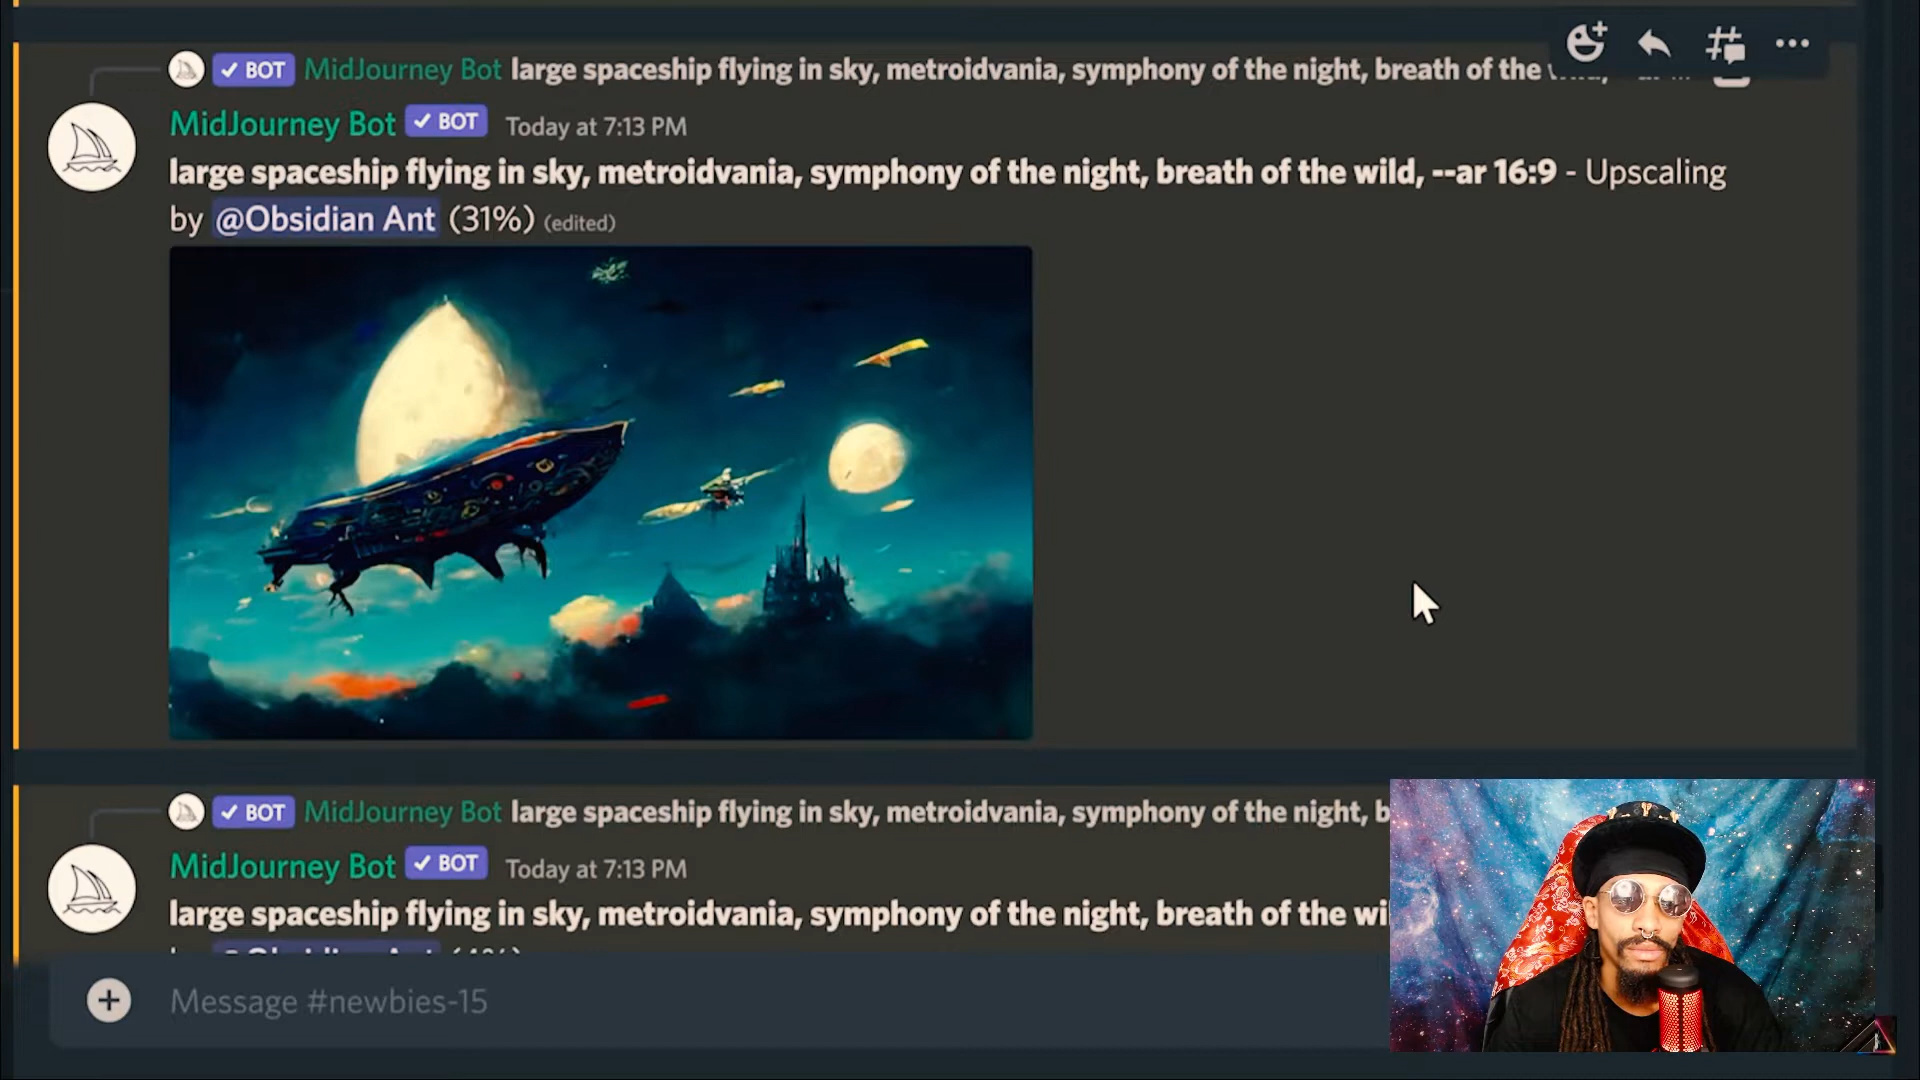 ✓ BOT MidJourney Bot large spaceship flying in sky, metroidvania, symphony of the night, breath of the
MidJourney Bot ✓ BOT Today at 7:13 PM
large spaceship flying in sky, metroidvania, symphony of the night, breath of the wild, --ar 16:9 - Upscaling
by @Obsidian Ant (31%) (edited)
✓ BOT MidJourney Bot large spaceship flying in sky, metroidvania, symphony of the night, b
MidJourney Bot ✓ BOT Today at 7:13 PM
large spaceship flying in sky, metroidvania, symphony of the night, breath of the wi
Message #newbies-15